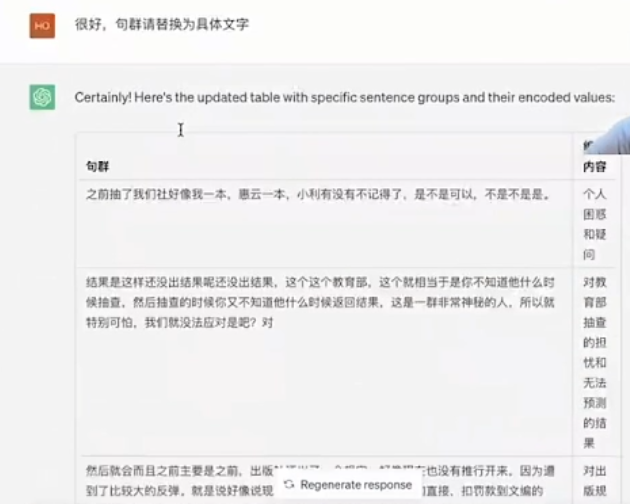 HO
很好，句群请替换为具体文字
Certainly! Here's the updated table with specific sentence groups and their encoded values:
句群
内容
之前抽了我们社好像我一本，惠云一本，小利有没有不记得了，是不是可以，不是不是是。
个人
困惑
和疑
问
结果是这样还没出结果呢还没出结果，这个这个教育部，这个就相当于是你不知道他什么时
候抽查，然后抽查的时候你又不知道他什么时候返回结果，这是一群非常神秘的人，所以就
特别可怕，我们就没法应对是吧？对
对教
育部
抽查
的担
忧和
无法
预测
的结
果
然后就会而且之前主要是之前，出版 也没有推行开来，因为遭
到了比较大的反弹，就是说好像说现 直接，扣罚款到文编的
对出
版规
Regenerate response